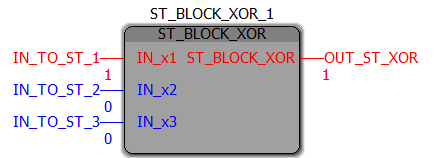 ST_BLOCK_XOR_1
ST_BLOCK_XOR
IN_TO_ST_1 IN_x1 ST_BLOCK_XOR OUT_ST_XOR
1 1
IN_TO_ST_2 IN_x2
0
IN_TO_ST_3 IN_x3
0